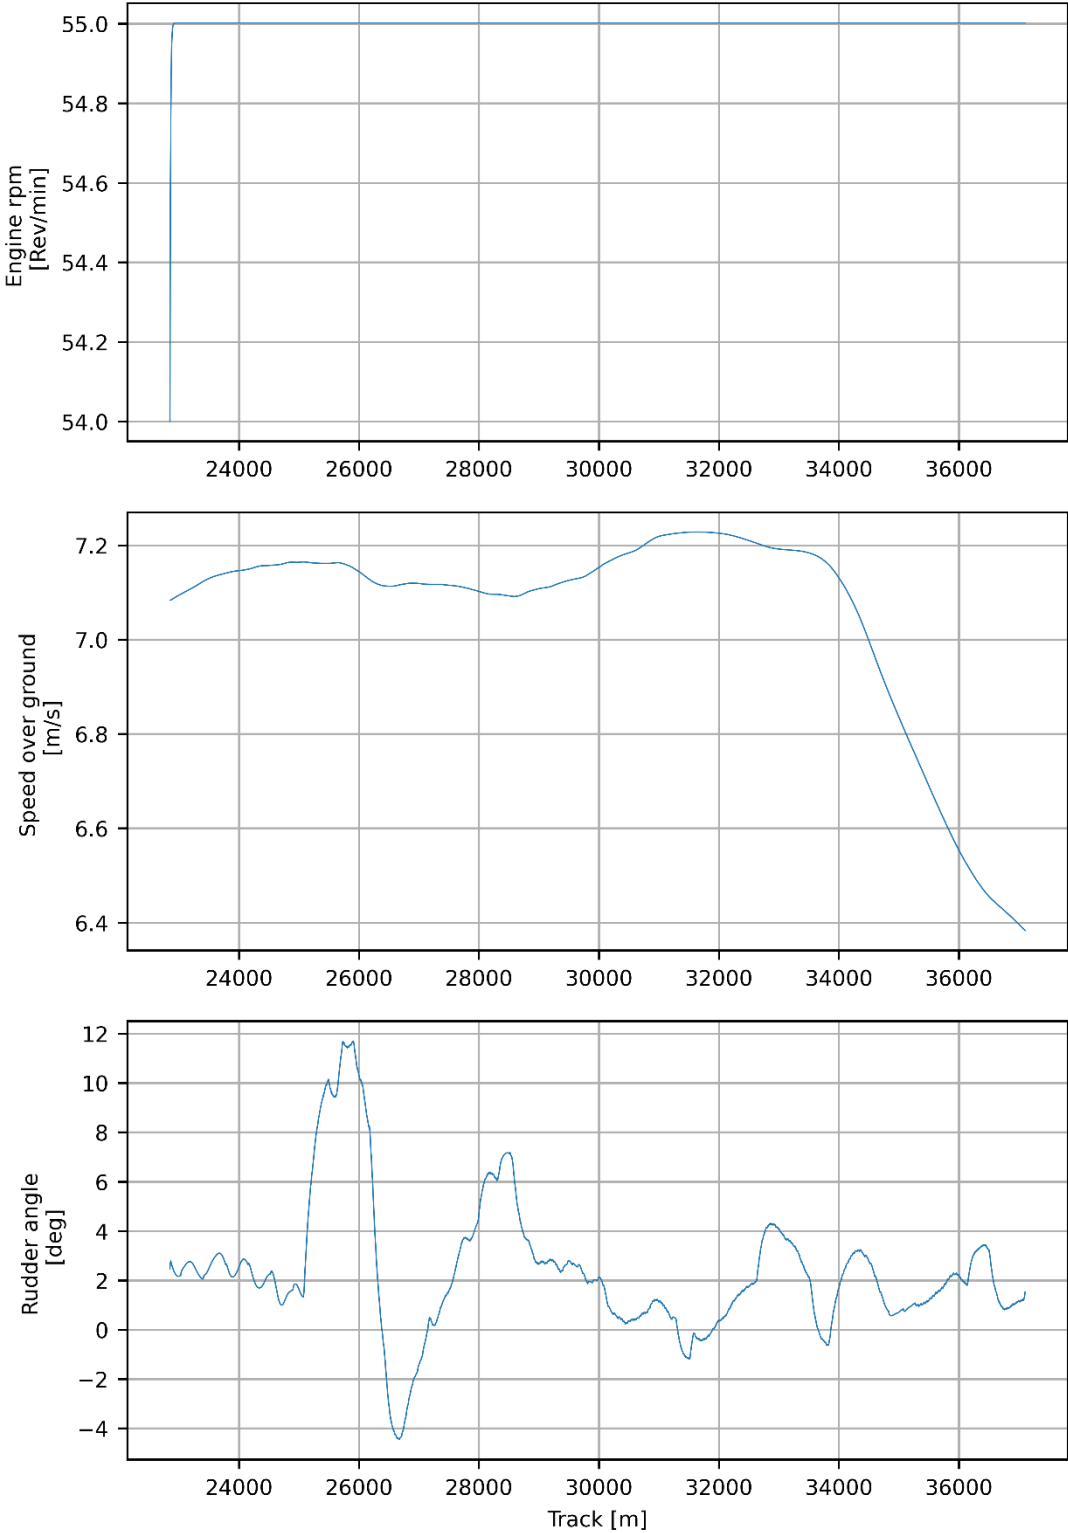 Engine rpm
[Rev/min]
55.0
54.8
54.6
54.4
54.2
54.0
24000 26000 28000 30000 32000 34000 36000
Speed over ground
[m/s]
7.2
7.0
6.8
6.6
6.4
24000 26000 28000 30000 32000 34000 36000
Rudder angle
[deg]
12
10
8
6
4
2
0
−2
−4
24000 26000 28000 30000 32000 34000 36000
Track [m]